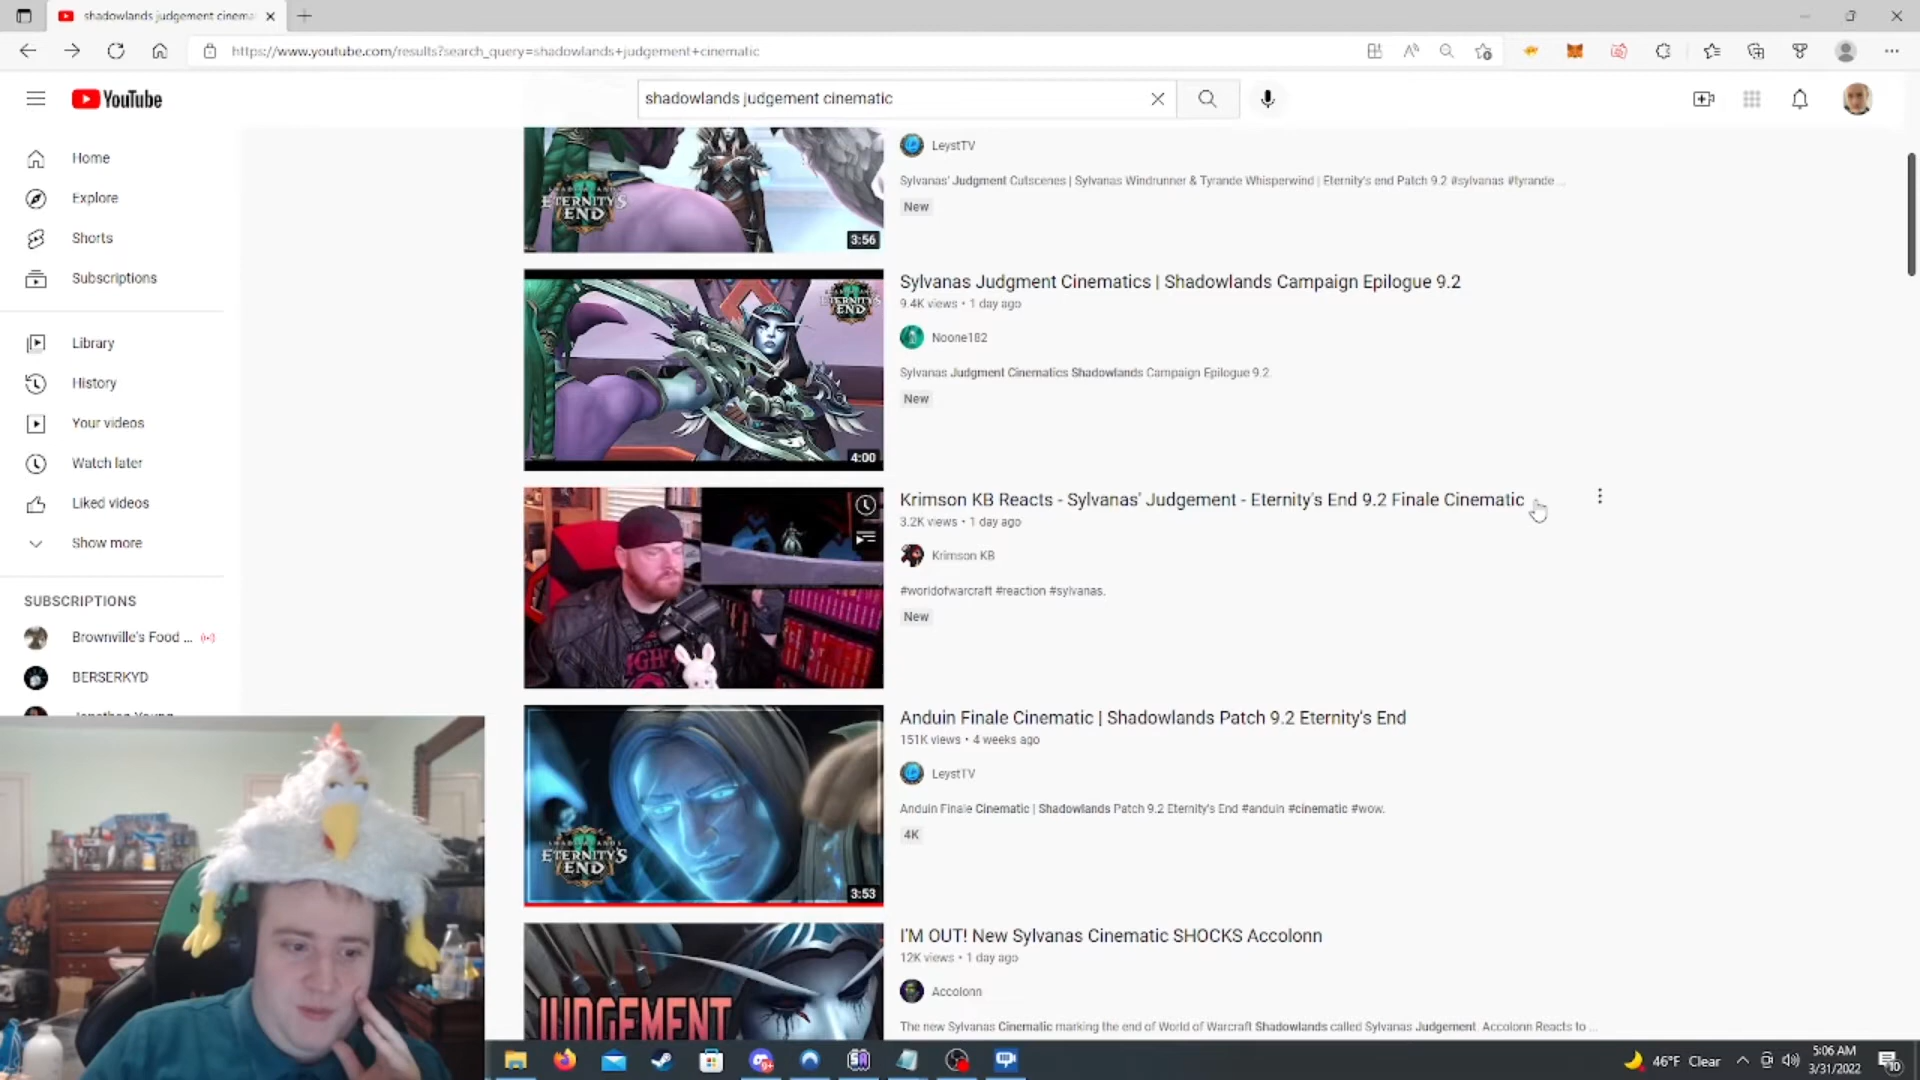 shadowlands judgement cinema
https://www.youtube.com/results?search_query=shadowlands+judgement+cinematic
YouTube
shadowlands judgement cinematic
Home
Explore
Shorts
Subscriptions
Library
History
Your videos
Watch later
Liked videos
Show more
SUBSCRIPTIONS
Brownville's Food ...
BERSERKYD
ETERNITY'S
END
3:56
LeystTV
Sylvanas' Judgment Cutscenes | Sylvanas Windrunner & Tyrande Whisperwind | Eternity's end Patch 9.2 #sylvanas #tyrande ...
New
END
4:00
Sylvanas Judgment Cinematics | Shadowlands Campaign Epilogue 9.2
9.4K views • 1 day ago
Noone182
Sylvanas Judgment Cinematics Shadowlands Campaign Epilogue 9.2.
New
Krimson KB Reacts - Sylvanas' Judgement - Eternity's End 9.2 Finale Cinematic
3.2K views • 1 day ago
Krimson KB
#worldofwarcraft #reaction #sylvanas.
New
SHADOWLANDS
ETERNITY'S
END
3:53
Anduin Finale Cinematic | Shadowlands Patch 9.2 Eternity's End
151K views • 4 weeks ago
LeystTV
Anduin Finale Cinematic | Shadowlands Patch 9.2 Eternity's End #anduin #cinematic #wow.
4K
JUDGEMENT
I'M OUT! New Sylvanas Cinematic SHOCKS Accolonn
12K views • 1 day ago
Accolonn
The new Sylvanas Cinematic marking the end of World of Warcraft Shadowlands called Sylvanas Judgement. Accolonn Reacts to ...
46°F Clear
5:06 AM
3/31/2022
10